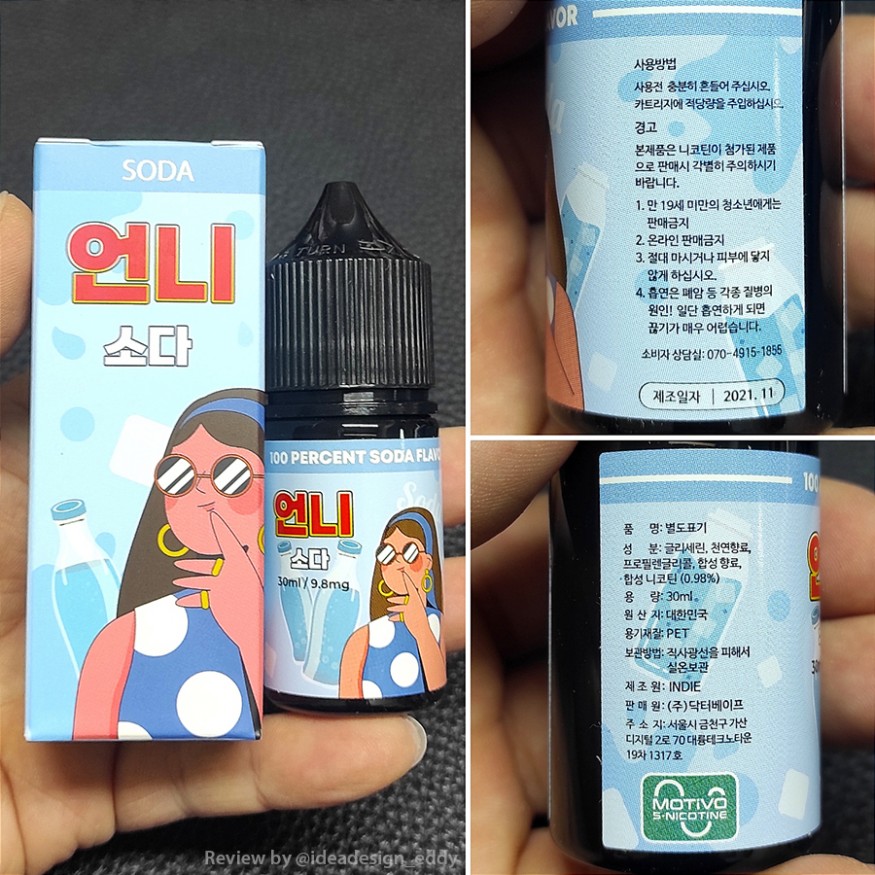 SODA
언니
소다
TURN
100 PERCENT SODA FLAVO
Soda
언니
소다
30ml / 9.8mg
Review by @ideadesign_eddy
AVOR
사용방법
사용전 충분히 흔들어 주십시오.
카트리지에 적당량을 주입하십시오.
경고
본제품은 니코틴이 첨가된 제품
으로 판매시 각별히 주의하시기
바랍니다.
1. 만 19세 미만의 청소년에게는
판매금지
2. 온라인 판매금지
3. 절대 마시거나 피부에 닿지
않게 하십시오.
4. 흡연은 폐암 등 각종 질병의
원인! 일단 흡연하게 되면
끊기가 매우 어렵습니다.
소비자 상담실: 070-4915-1855
제조일자 | 2021. 11
100
품 명: 별도표기
성 분: 글리세린, 천연향료,
프로필렌글리콜, 합성 향료,
합성 니코틴 (0.98%)
용 량: 30ml
원 산 지: 대한민국
용기재질: PET
보관방법: 직사광선을 피해서
실온보관
제 조 원: INDIE
판 매 원: (주)닥터베이프
주 소 지: 서울시 금천구 가산
디지털 2로 70 대륭테크노타운
19차 1317호
MOTIVO
S-NICOTINE